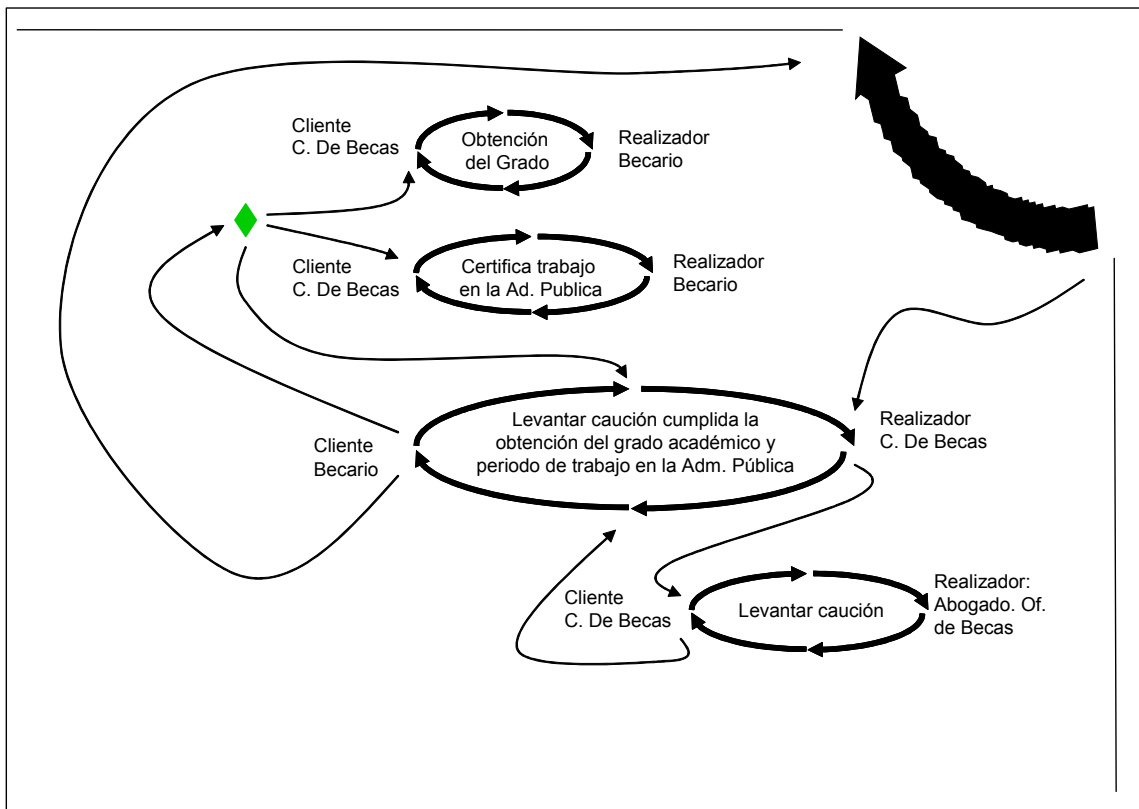 Cliente
C. De Becas
Obtención
del Grado
Realizador
Becario
Cliente
C. De Becas
Certifica trabajo
en la Ad. Publica
Realizador
Becario
Cliente
Becario
Levantar caución cumplida la
obtención del grado académico y
periodo de trabajo en la Adm. Pública
Realizador
C. De Becas
Cliente
C. De Becas
Levantar caución
Realizador:
Abogado. Of.
de Becas